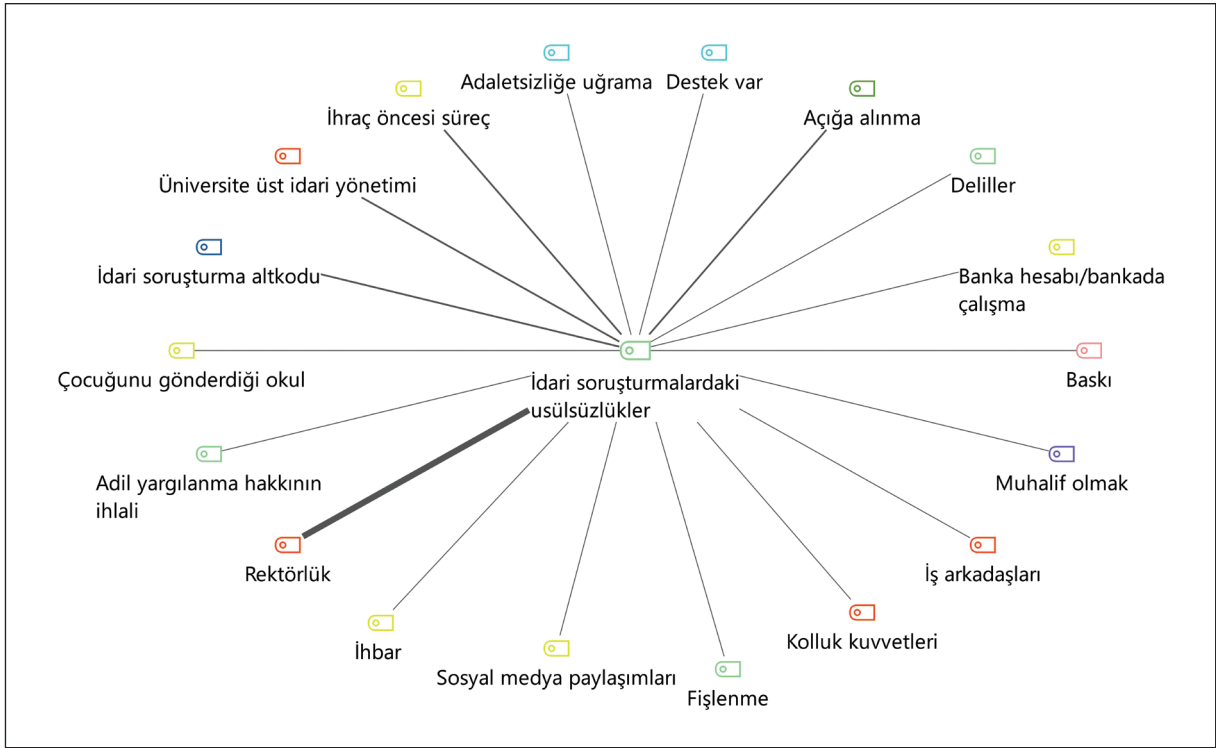 Adaletsizliğe uğrama
Destek var
İhraç öncesi süreç
Açığa alınma
Üniversite üst idari yönetimi
Deliller
İdari soruşturma altkodu
Banka hesabı/bankada
çalışma
Çocuğunu gönderdiği okul
İdari soruşturmalardaki
usülsüzlükler
Baskı
Adil yargılanma hakkının
ihlali
Muhalif olmak
Rektörlük
İş arkadaşları
İhbar
Kolluk kuvvetleri
Sosyal medya paylaşımları
Fişlenme